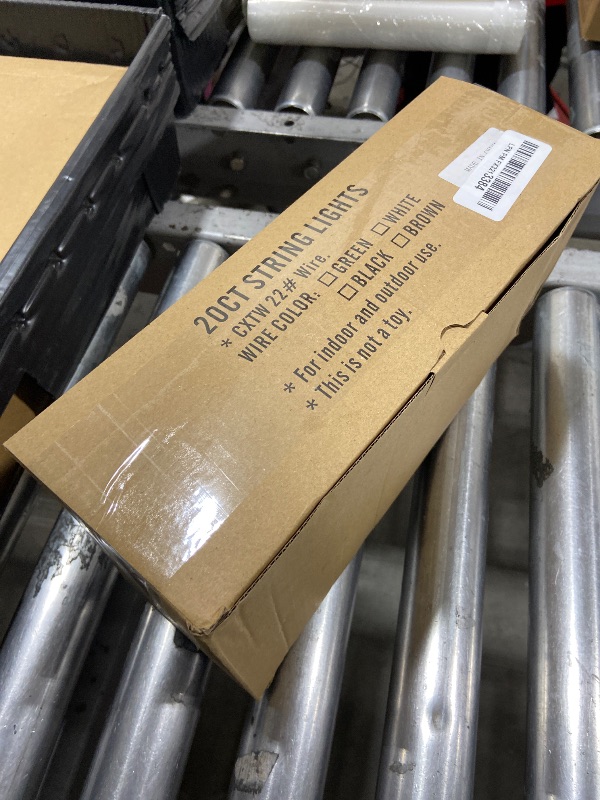 20CT STRING LIGHTS
* CXTW 22# Wire.
WIRE COLOR: ☐ GREEN ☐ WHITE
☐ BLACK ☐ BROWN
* For indoor and outdoor use.
* This is not a toy.